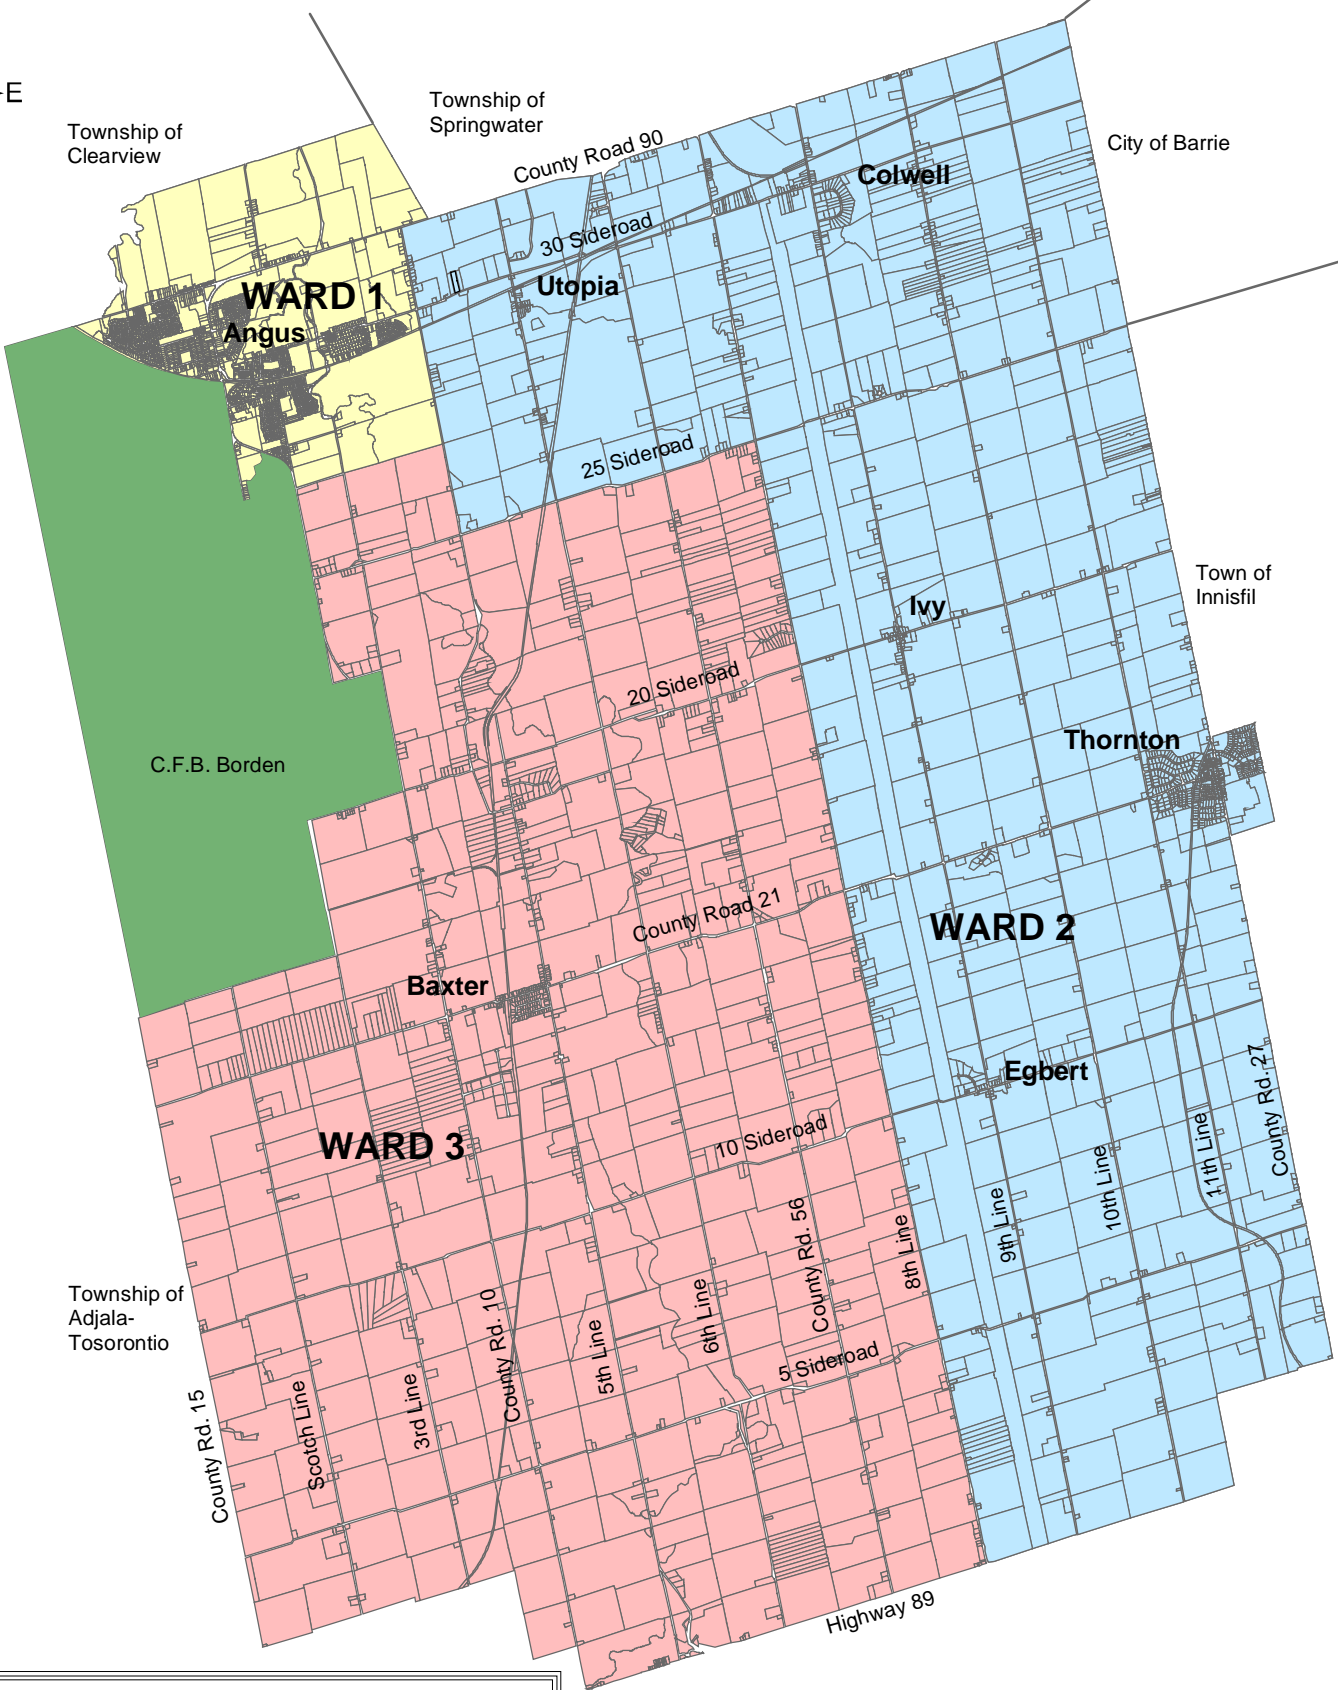 E
Township of
Clearview
Township of
Springwater
County Road 90
City of Barrie
Colwell
30 Sideroad
Utopia
WARD 1
Angus
25 Sideroad
Town of
Innisfil
Ivy
20 Sideroad
Thornton
C.F.B. Borden
County Road 21
WARD 2
Baxter
Egbert
County Rd. 27
WARD 3
10 Sideroad
11th Line
10th Line
9th Line
8th Line
County Rd. 56
Township of
Adjala-
Tosorontio
6th Line
County Rd. 10
5th Line
5 Sideroad
3rd Line
Scotch Line
County Rd. 15
Highway 89